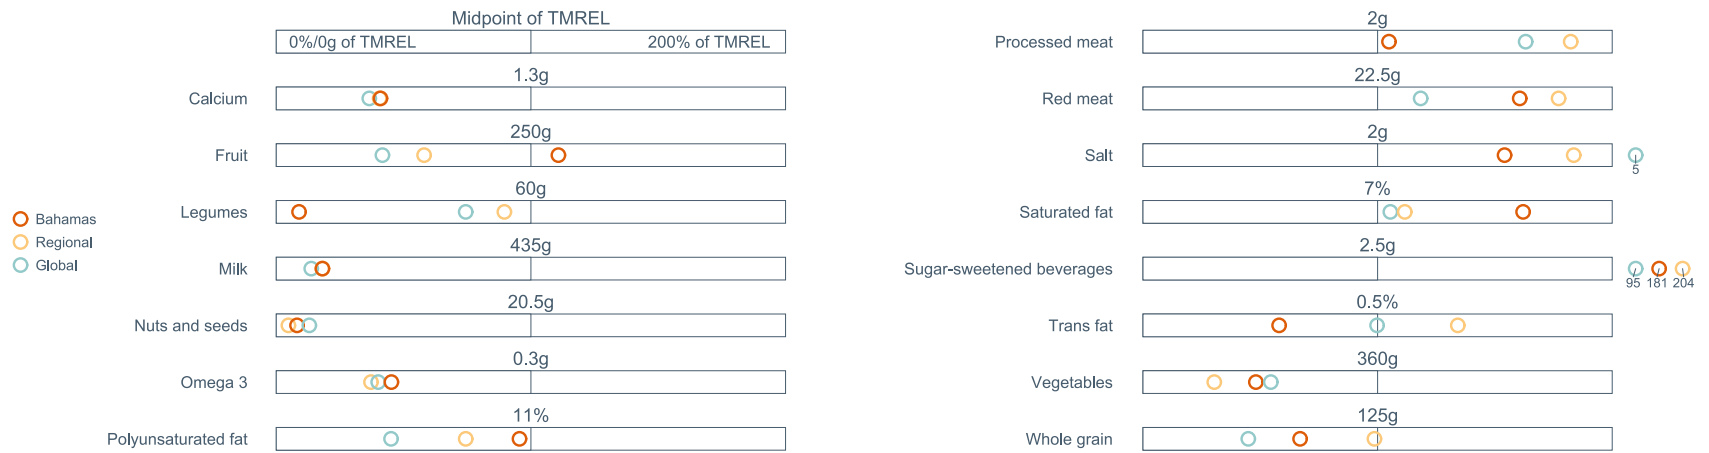 Midpoint of TMREL
0%/0g of TMREL
200% of TMREL
1.3g
Calcium
250g
Fruit
60g
Legumes
435g
Milk
20.5g
Nuts and seeds
0.3g
Omega 3
11%
Polyunsaturated fat
Bahamas
Regional
Global
2g
Processed meat
22.5g
Red meat
2g
Salt
5
7%
Saturated fat
2.5g
Sugar-sweetened beverages
95 181 204
0.5%
Trans fat
360g
Vegetables
125g
Whole grain